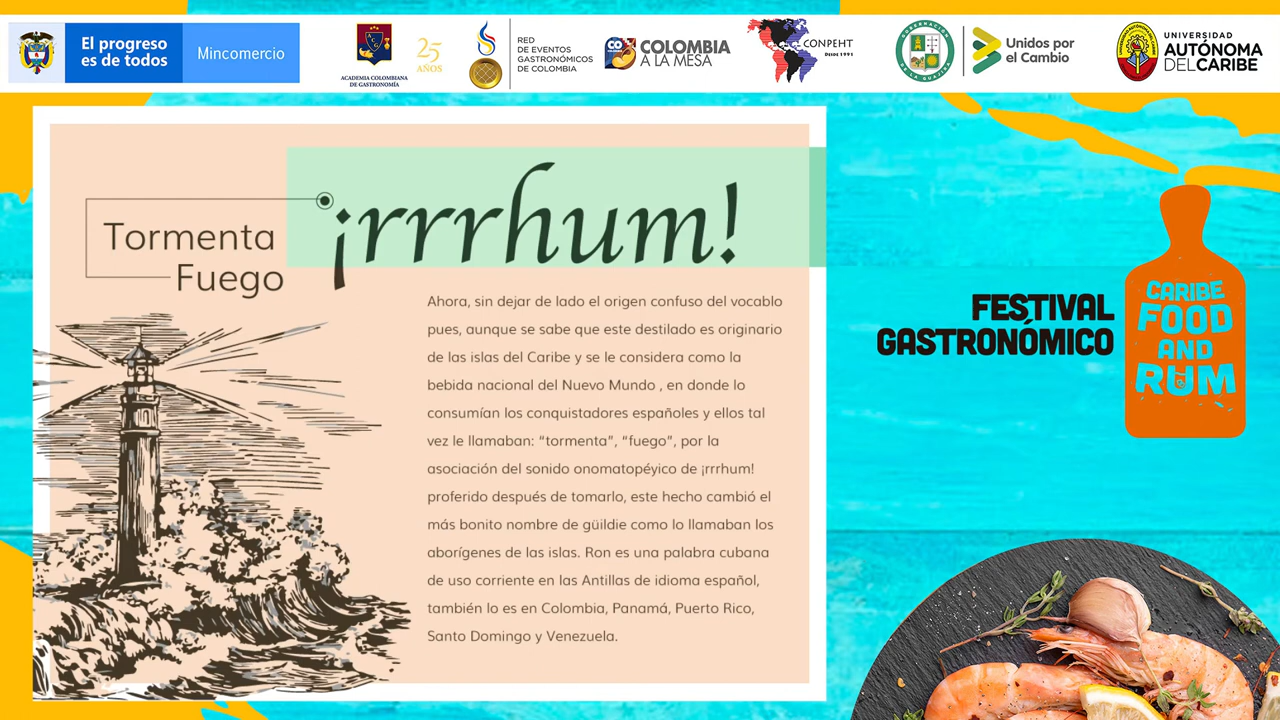 El progreso
es de todos
Mincomercio
ACG
ACADEMIA COLOMBIANA
DE GASTRONOMÍA
25
AÑOS
RED
DE EVENTOS
GASTRONÓMICOS
DE COLOMBIA
CO
COLOMBIA
A LA MESA
CONPEHT
DESDE 1991
GOBERNACIÓN
DE LA GUAJIRA
Unidos por
el Cambio
UNIVERSIDAD
AUTÓNOMA
DEL CARIBE
Tormenta
Fuego
¡rrrhum!
Ahora, sin dejar de lado el origen confuso del vocablo
pues, aunque se sabe que este destilado es originario
de las islas del Caribe y se le considera como la
bebida nacional del Nuevo Mundo , en donde lo
consumían los conquistadores españoles y ellos tal
vez le llamaban: “tormenta”, “fuego”, por la
asociación del sonido onomatopéyico de ¡rrrhum!
proferido después de tomarlo, este hecho cambió el
más bonito nombre de güildie como lo llamaban los
aborígenes de las islas. Ron es una palabra cubana
de uso corriente en las Antillas de idioma español,
también lo es en Colombia, Panamá, Puerto Rico,
Santo Domingo y Venezuela.
FESTIVAL
GASTRONÓMICO
CARIBE
FOOD
AND
RUM